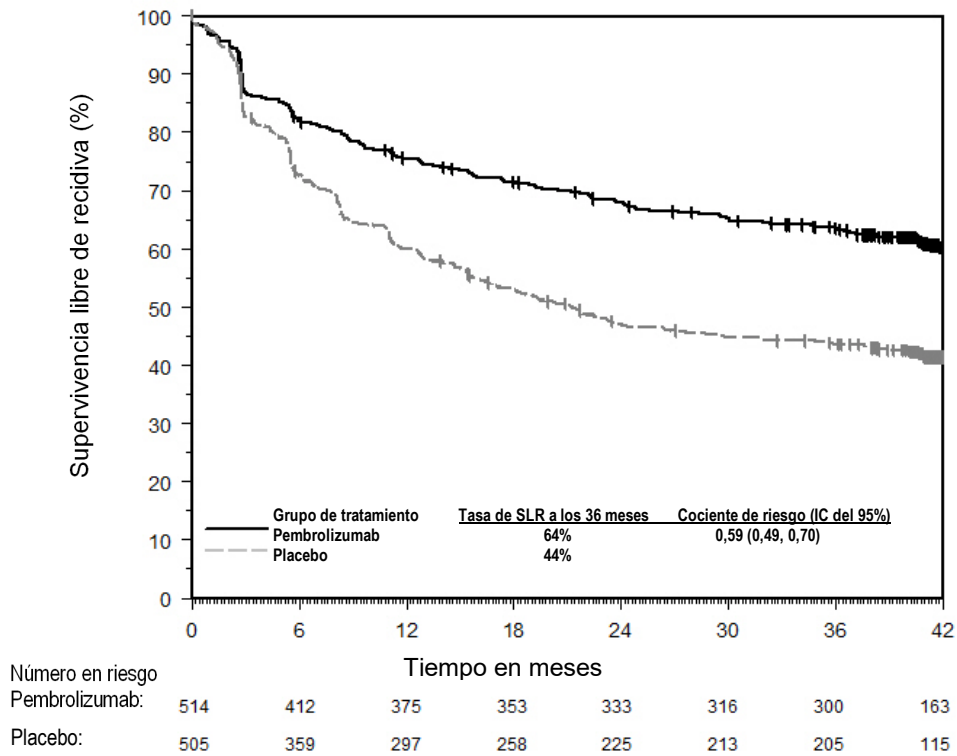 Supervivencia libre de recidiva (%)
100
90
80
70
60
50
40
30
20
10
0
Grupo de tratamiento Tasa de SLR a los 36 meses Cociente de riesgo (IC del 95%)
Pembrolizumab 64% 0,59 (0,49, 0,70)
Placebo 44%
0 6 12 18 24 30 36 42
Tiempo en meses
Número en riesgo
Pembrolizumab: 514 412 375 353 333 316 300 163
Placebo: 505 359 297 258 225 213 205 115